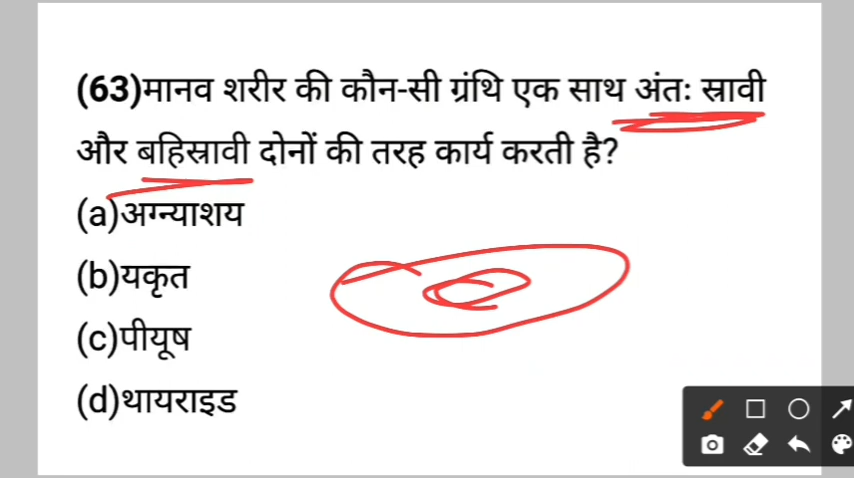 (63)मानव शरीर की कौन-सी ग्रंथि एक साथ अंतः स्रावी
और बहिस्रावी दोनों की तरह कार्य करती है?
(a)अग्न्याशय
(b)यकृत
(c)पीयूष
(d)थायराइड